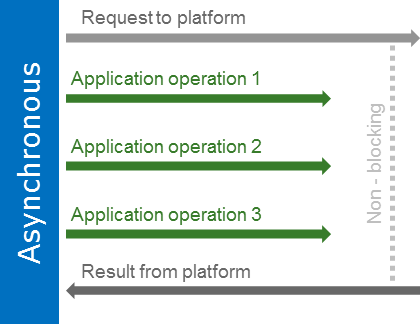 Asynchronous
Request to platform
Application operation 1
Application operation 2
Application operation 3
Non - blocking
Result from platform